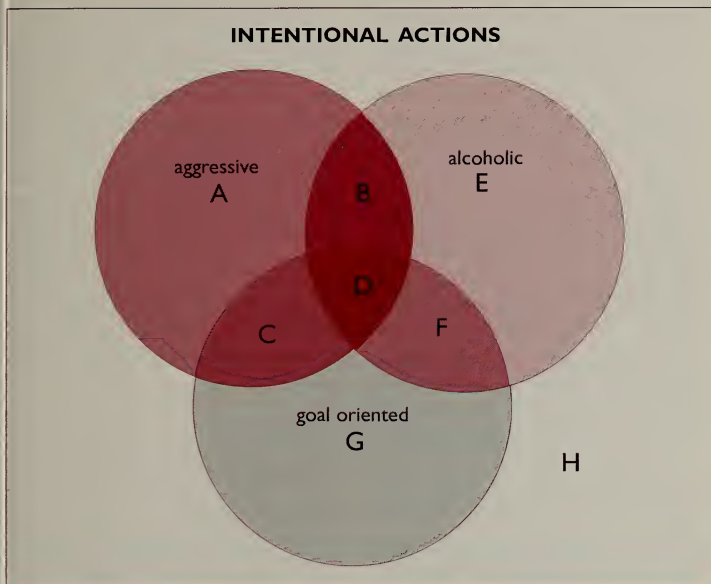 INTENTIONAL ACTIONS
aggressive
A
alcoholic
E
B
D
C
F
goal oriented
G
H